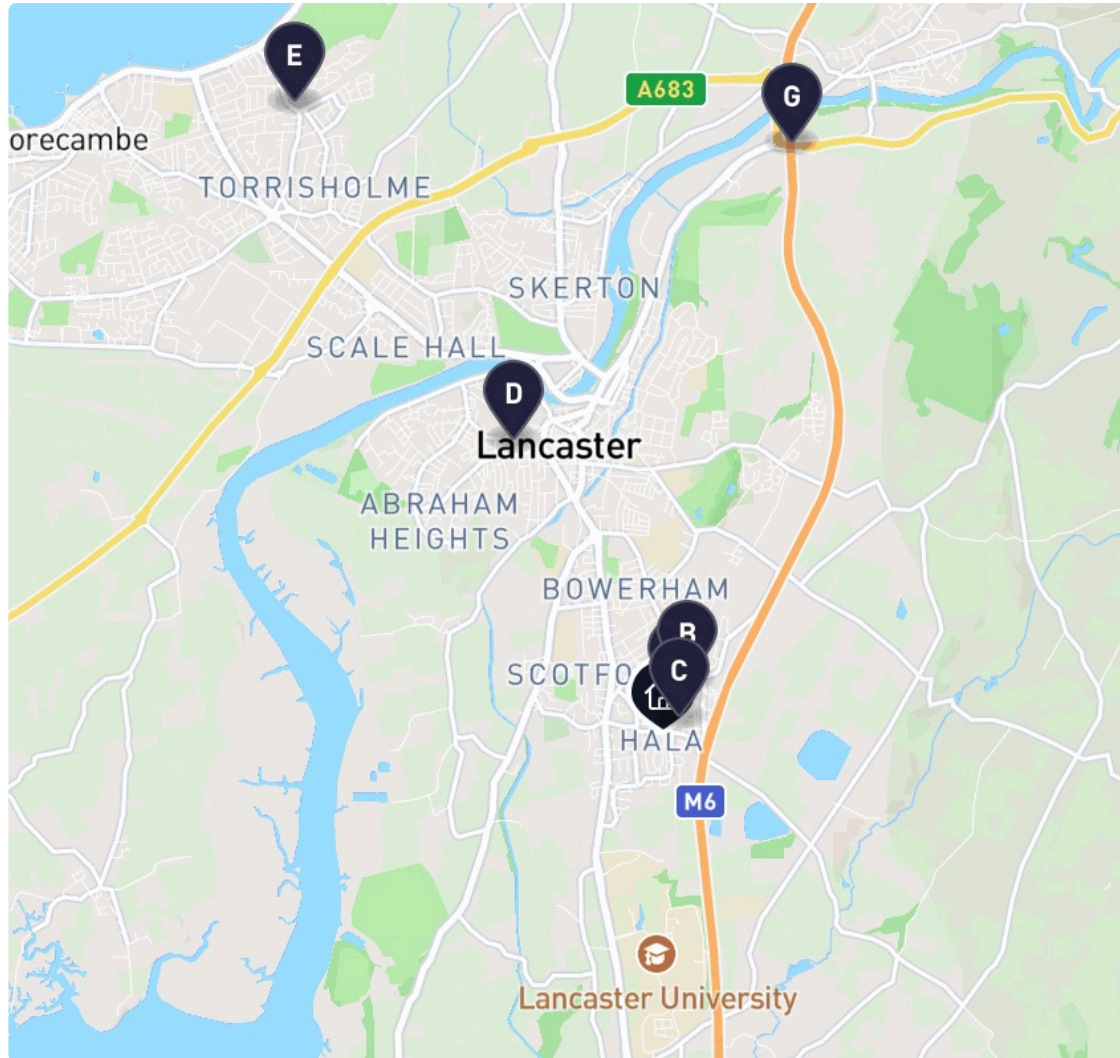 E
A683
G
orecambe
TORRISHOLME
SKERTON
SCALE HALL
D
Lancaster
ABRAHAM
HEIGHTS
BOWERHAM
B
SCOTFO
C
HALA
M6
Lancaster University